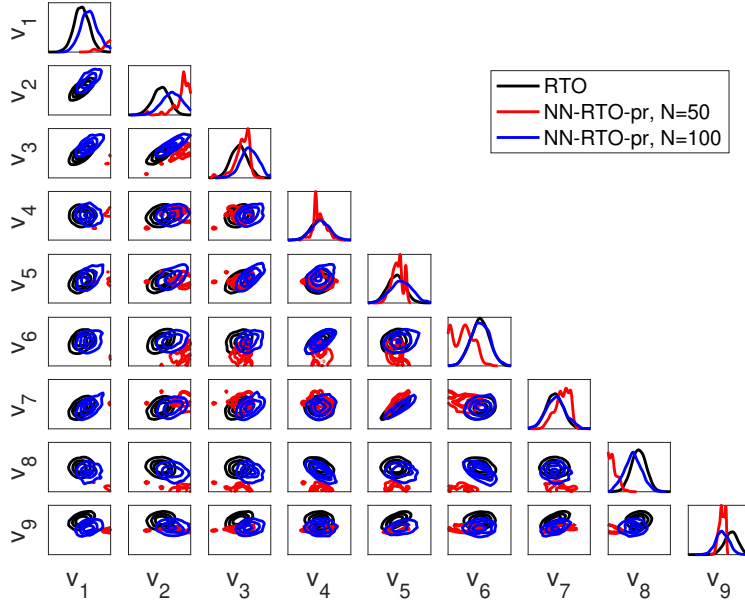 v1
v2
RTO
NN-RTO-pr, N=50
NN-RTO-pr, N=100
v3
v4
v5
v6
v7
v8
v9
v1 v2 v3 v4 v5 v6 v7 v8 v9